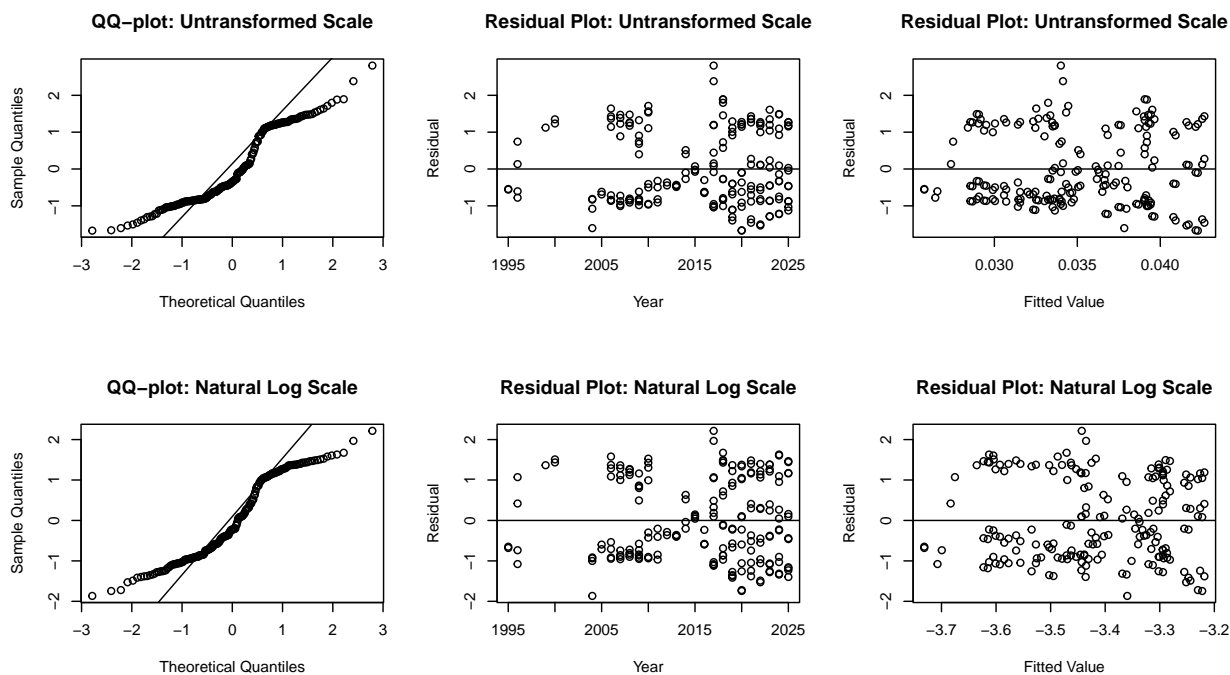 QQ−plot: Untransformed Scale
Sample Quantiles
2
1
0
−1
−3 −2 −1 0 1 2 3
Theoretical Quantiles
Residual Plot: Untransformed Scale
Residual
2
1
0
−1
1995 2005 2015 2025
Year
Residual Plot: Untransformed Scale
Residual
2
1
0
−1
0.030 0.035 0.040
Fitted Value
QQ−plot: Natural Log Scale
Sample Quantiles
2
1
0
−1
−2
−3 −2 −1 0 1 2 3
Theoretical Quantiles
Residual Plot: Natural Log Scale
Residual
2
1
0
−1
−2
1995 2005 2015 2025
Year
Residual Plot: Natural Log Scale
Residual
2
1
0
−1
−2
−3.7 −3.6 −3.5 −3.4 −3.3 −3.2
Fitted Value